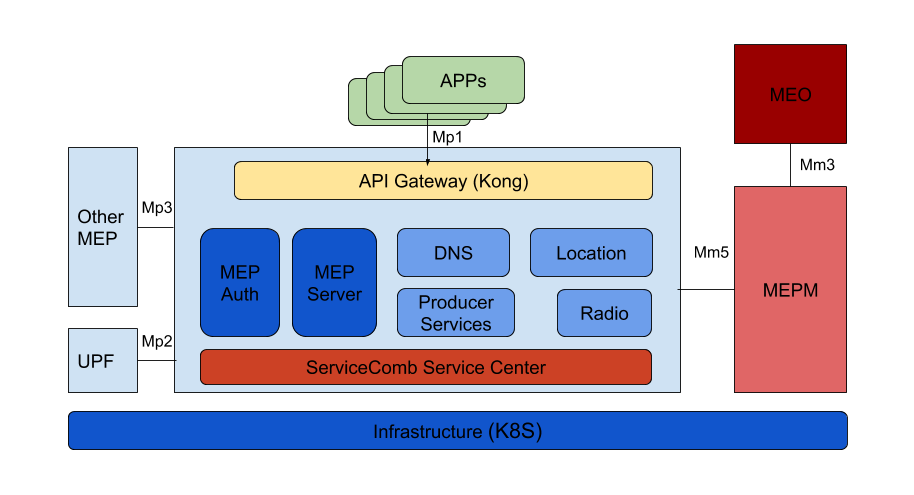 APPs
MEO
Mp1
Mm3
API Gateway (Kong)
Other
MEP
Mp3
MEP
Auth
MEP
Server
DNS
Location
Mm5
Producer
Services
Radio
MEPM
UPF
Mp2
ServiceComb Service Center
Infrastructure (K8S)